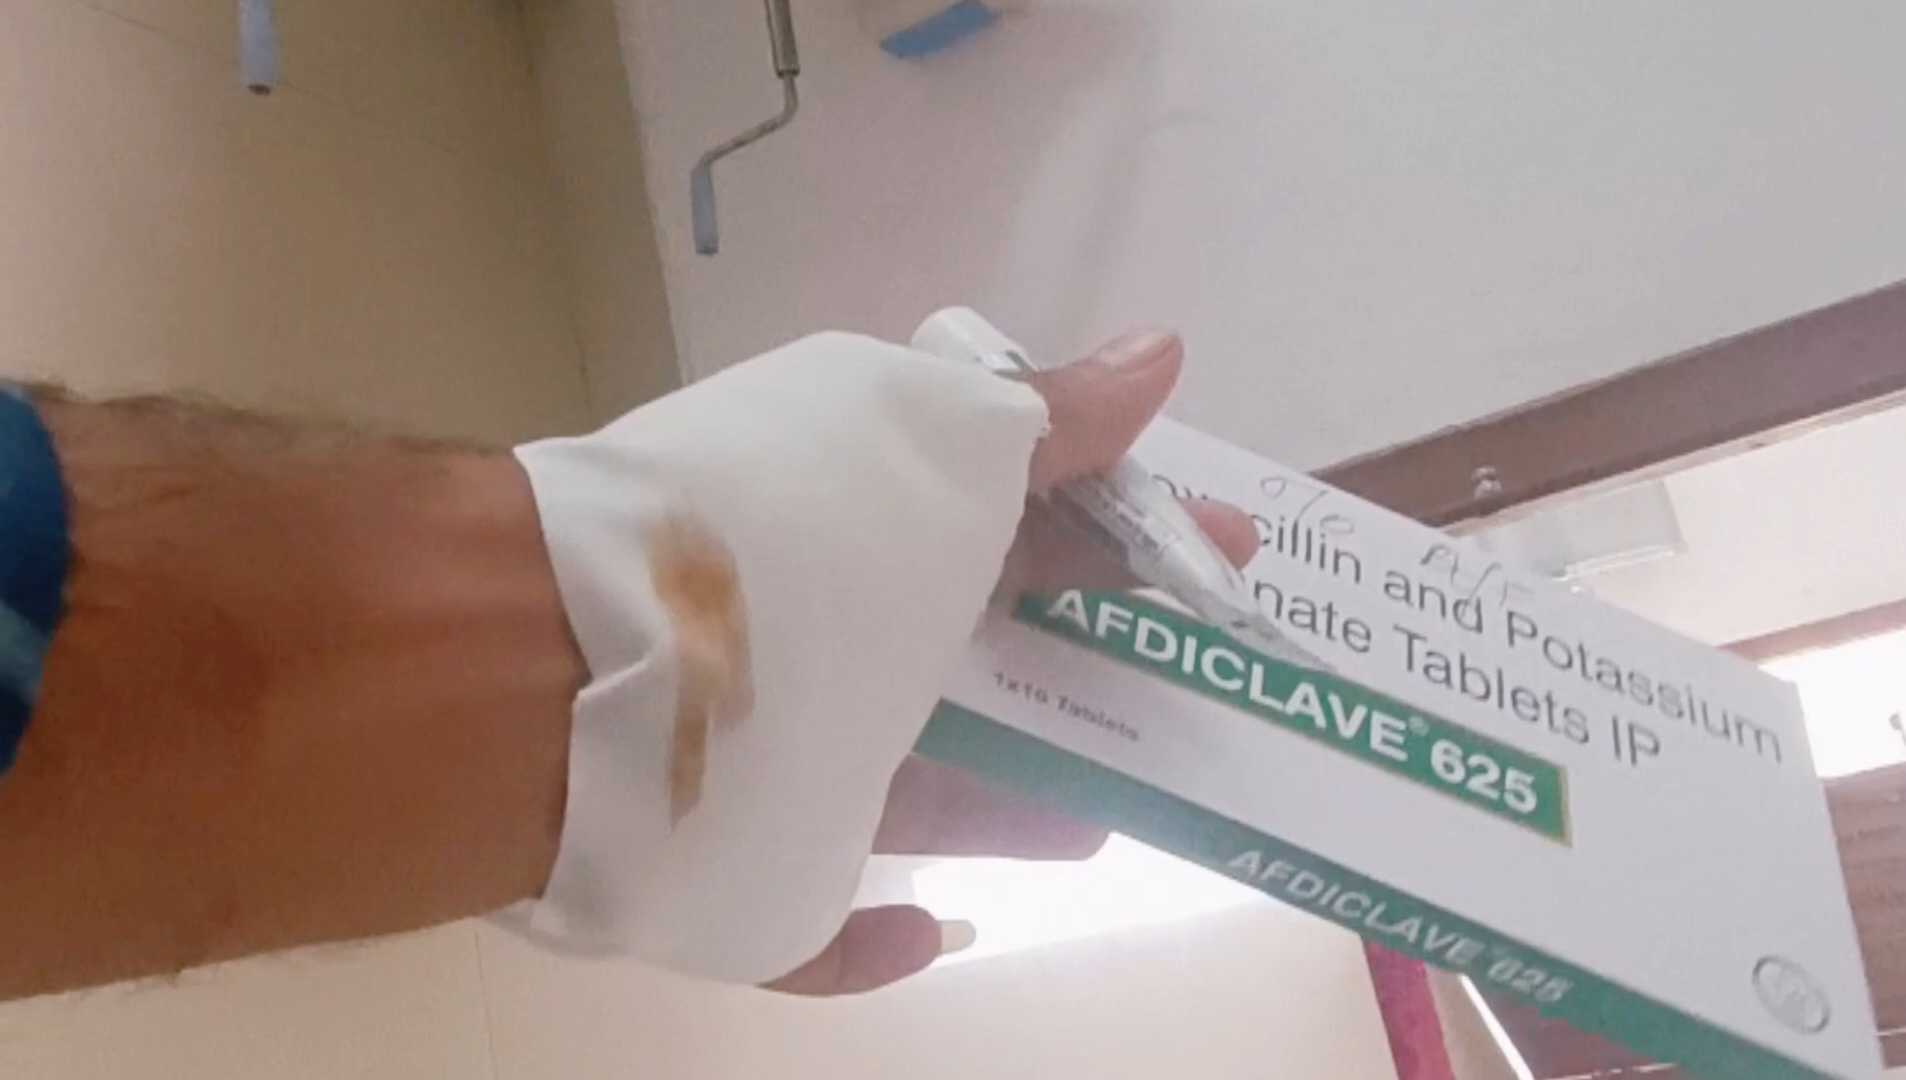 cillin and Potassium
nate Tablets IP
AFDICLAVE® 625
1x10 Tablets
AFDICLAVE 625